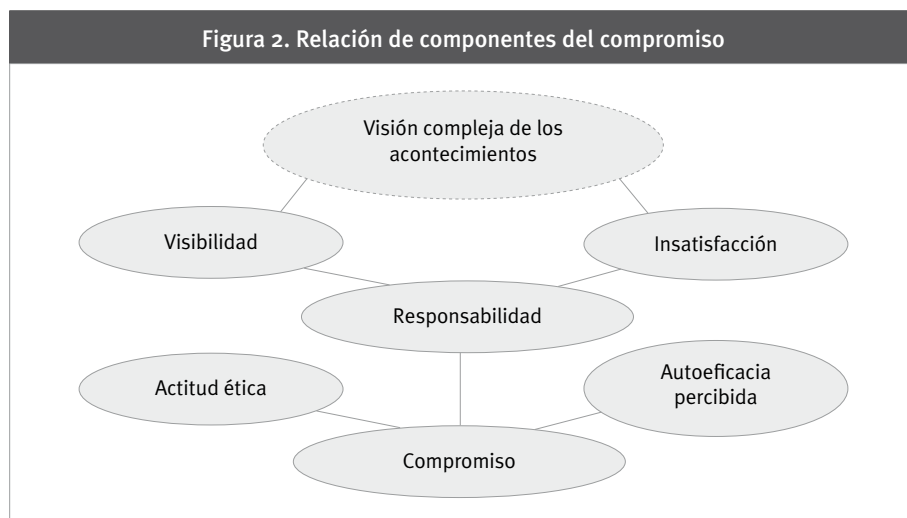 Figura 2. Relación de componentes del compromiso
Visión compleja de los
acontecimientos
Visibilidad
Insatisfacción
Responsabilidad
Actitud ética
Autoeficacia
percibida
Compromiso